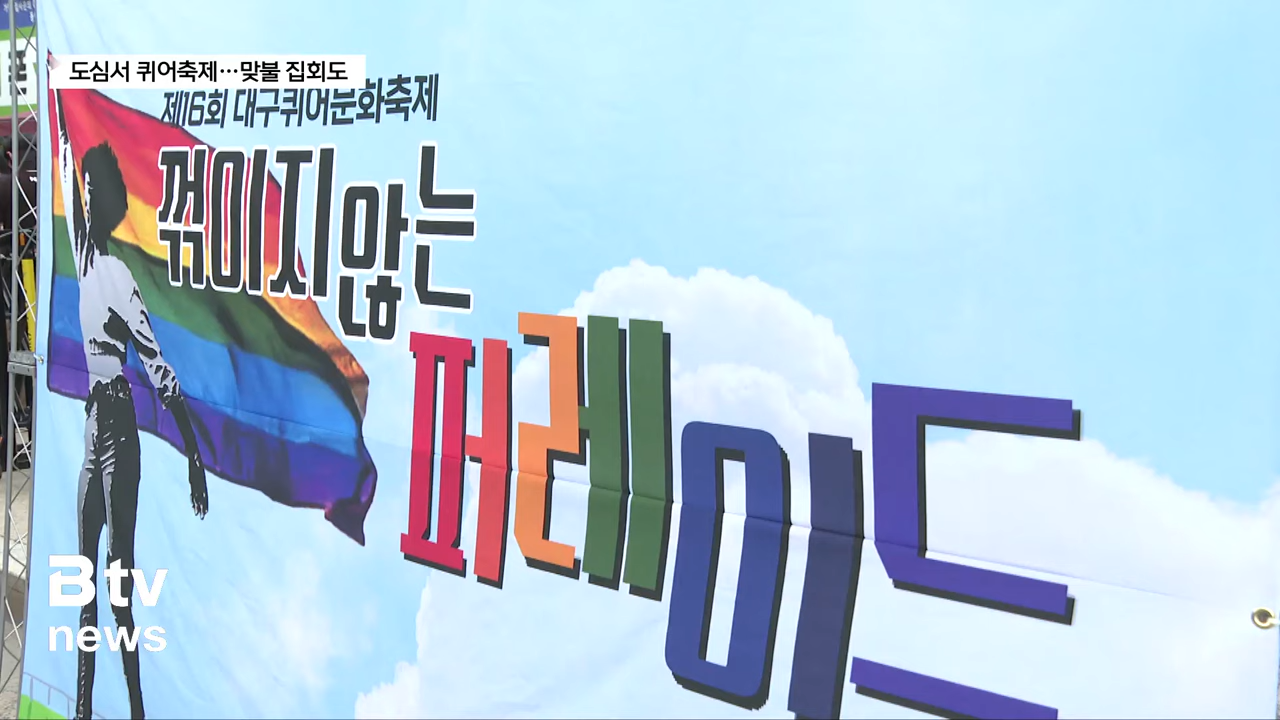 도심서 퀴어축제…맞불 집회도
제16회 대구퀴어문화축제
꺾이지않는
퍼레이드
B tv
news